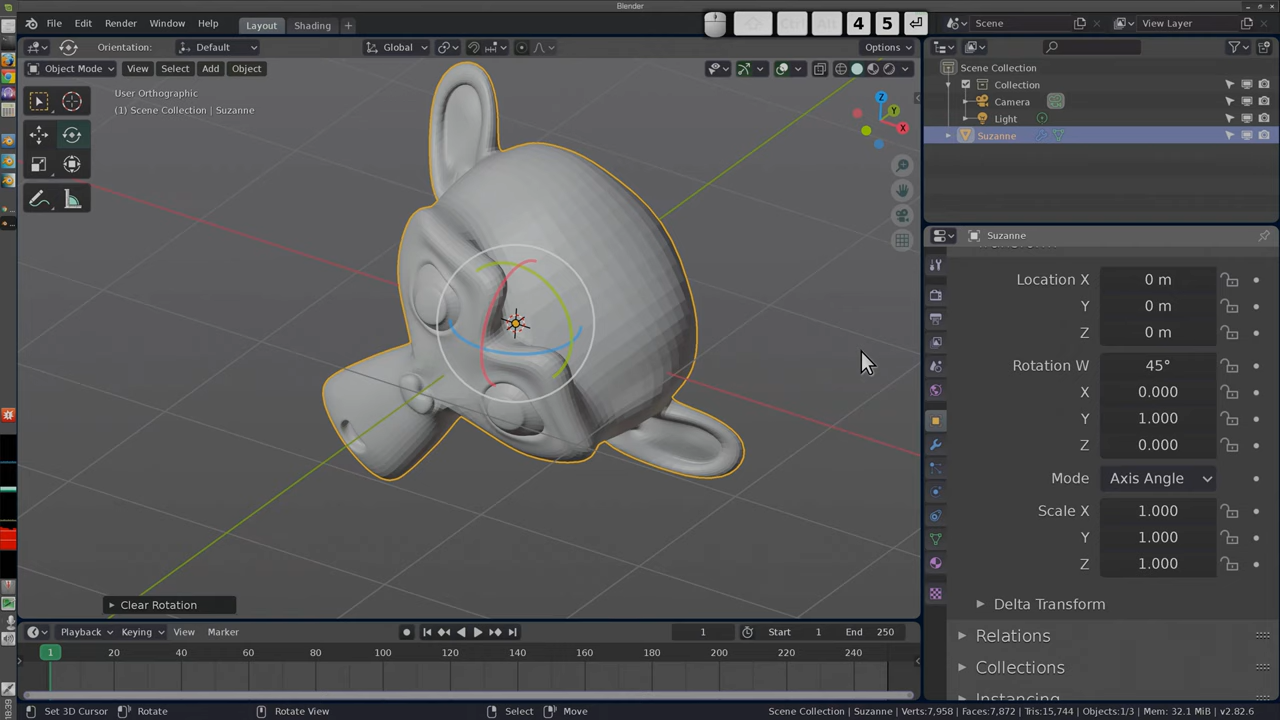 Blender
File Edit Render Window Help Layout Shading + 4 5 Scene View Layer
Orientation: Default Global Options
Object Mode View Select Add Object
User Orthographic
(1) Scene Collection | Suzanne
Z
Y
X
Scene Collection
Collection
Camera
Light
Suzanne
Suzanne
Location X 0 m
Y 0 m
Z 0 m
Rotation W 45°
X 0.000
Y 1.000
Z 0.000
Mode Axis Angle
Scale X 1.000
Y 1.000
Z 1.000
Delta Transform
Relations
Collections
Instancing
Clear Rotation
Playback Keying View Marker 1 Start 1 End 250
1 20 40 60 80 100 120 140 160 180 200 220 240
Set 3D Cursor Rotate Rotate View Select Move Scene Collection | Suzanne | Verts:7,958 | Faces:7,872 | Tris:15,744 | Objects:1/3 | Mem: 32.1 MiB | v2.82.6